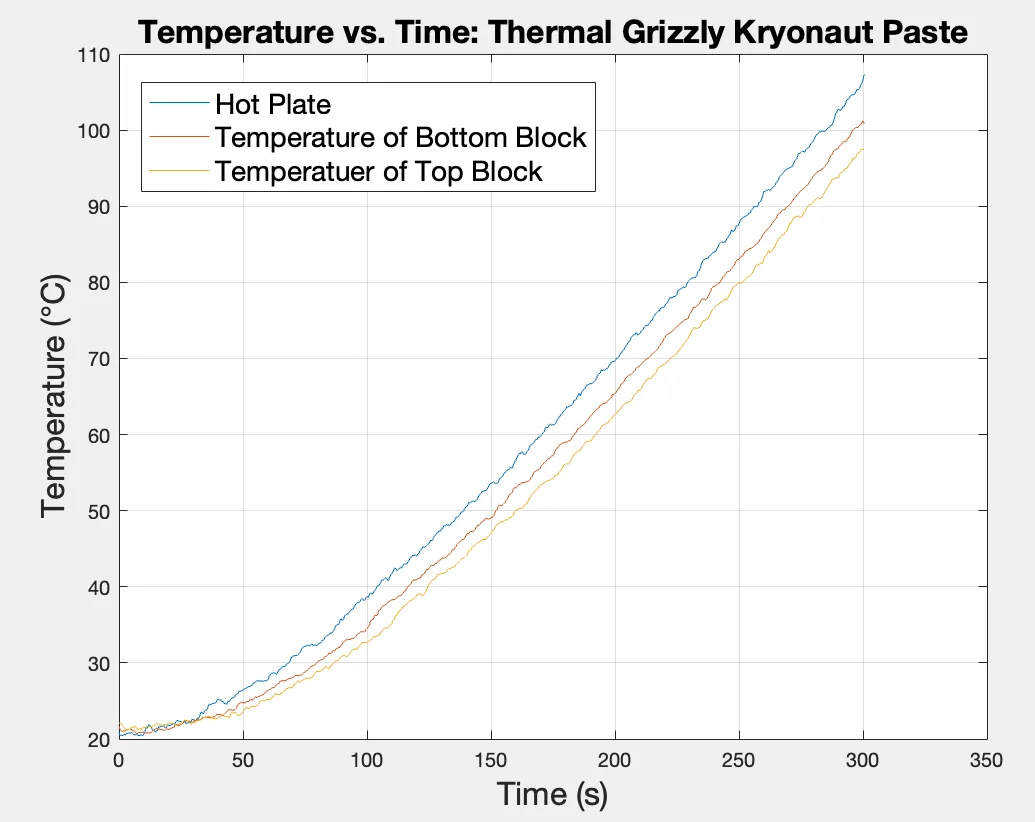 Temperature vs. Time: Thermal Grizzly Kryonaut Paste
110
100
90
80
70
60
50
40
30
20
Temperature (°C)
Hot Plate
Temperature of Bottom Block
Temperatuer of Top Block
0 50 100 150 200 250 300 350
Time (s)